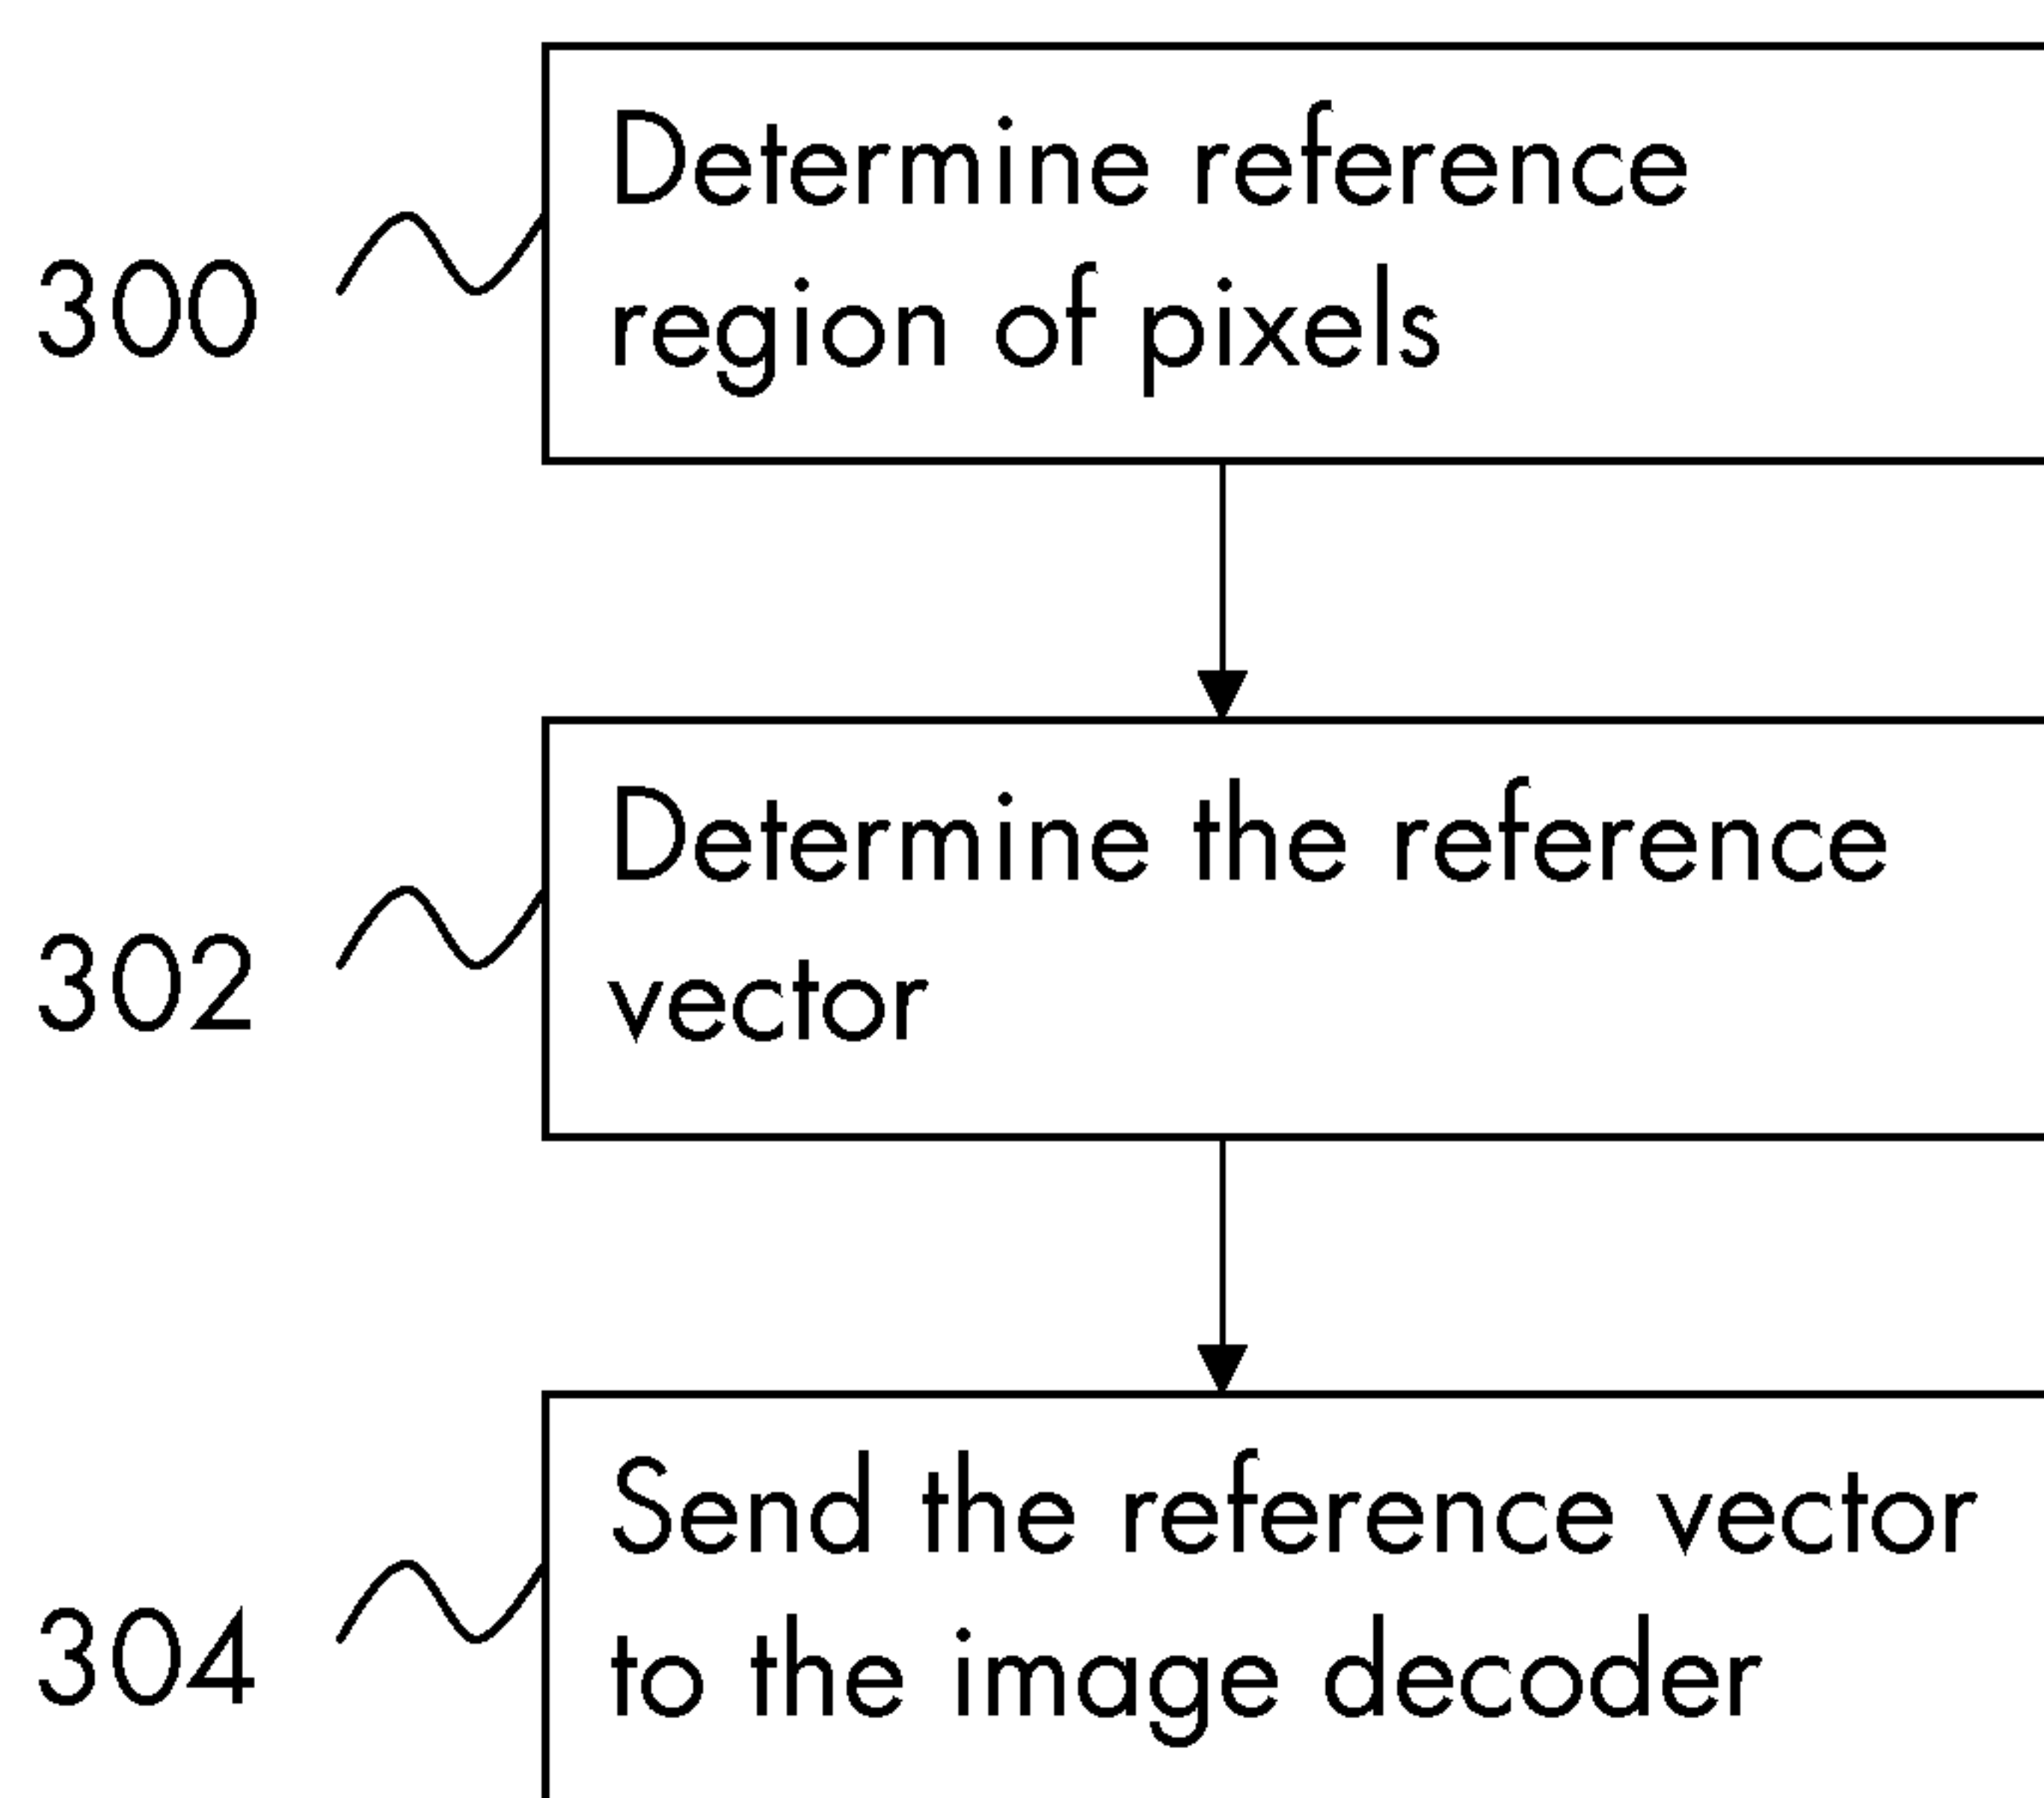 Determine reference
region of pixels
300
Determine the reference
vector
302
Send the reference vector
to the image decoder
304